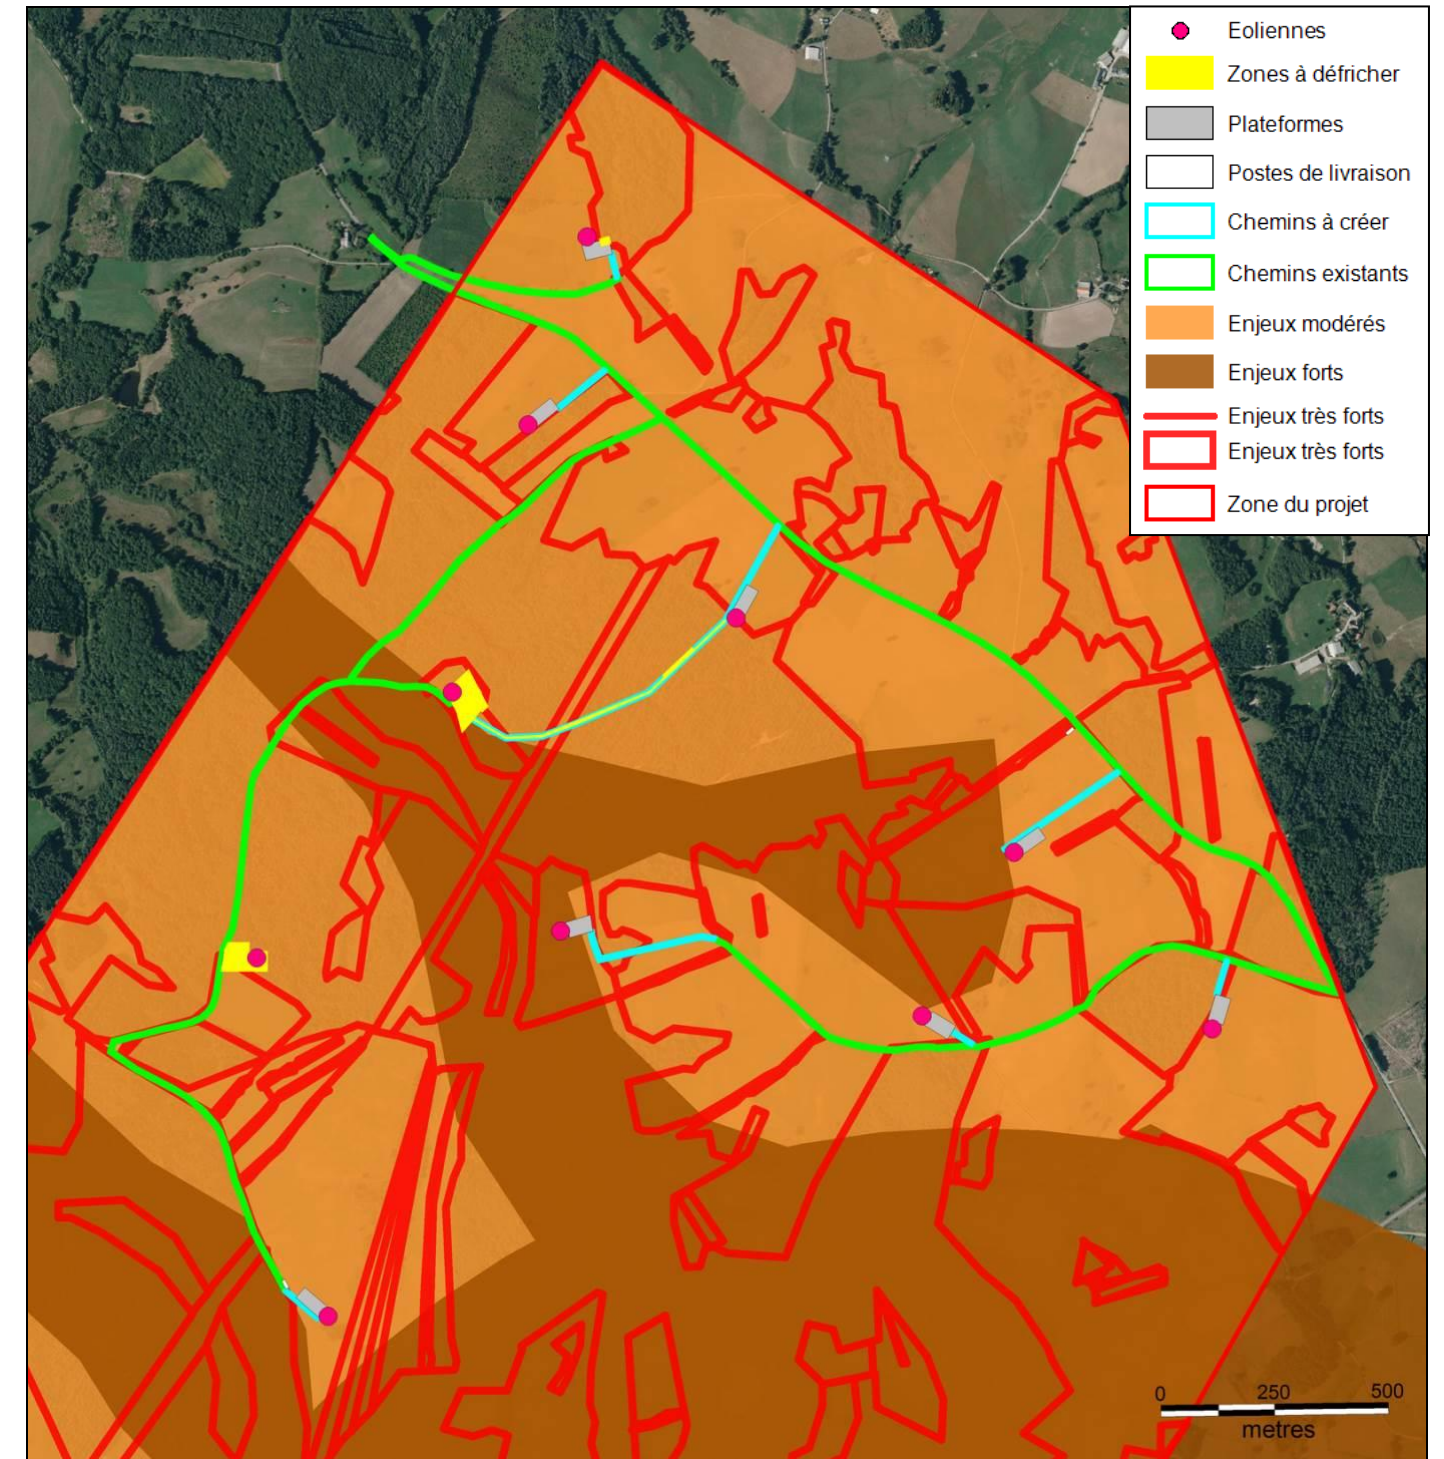 Eoliennes
Zones à défricher
Plateformes
Postes de livraison
Chemins à créer
Chemins existants
Enjeux modérés
Enjeux forts
Enjeux très forts
Enjeux très forts
Zone du projet
0 250 500
metres